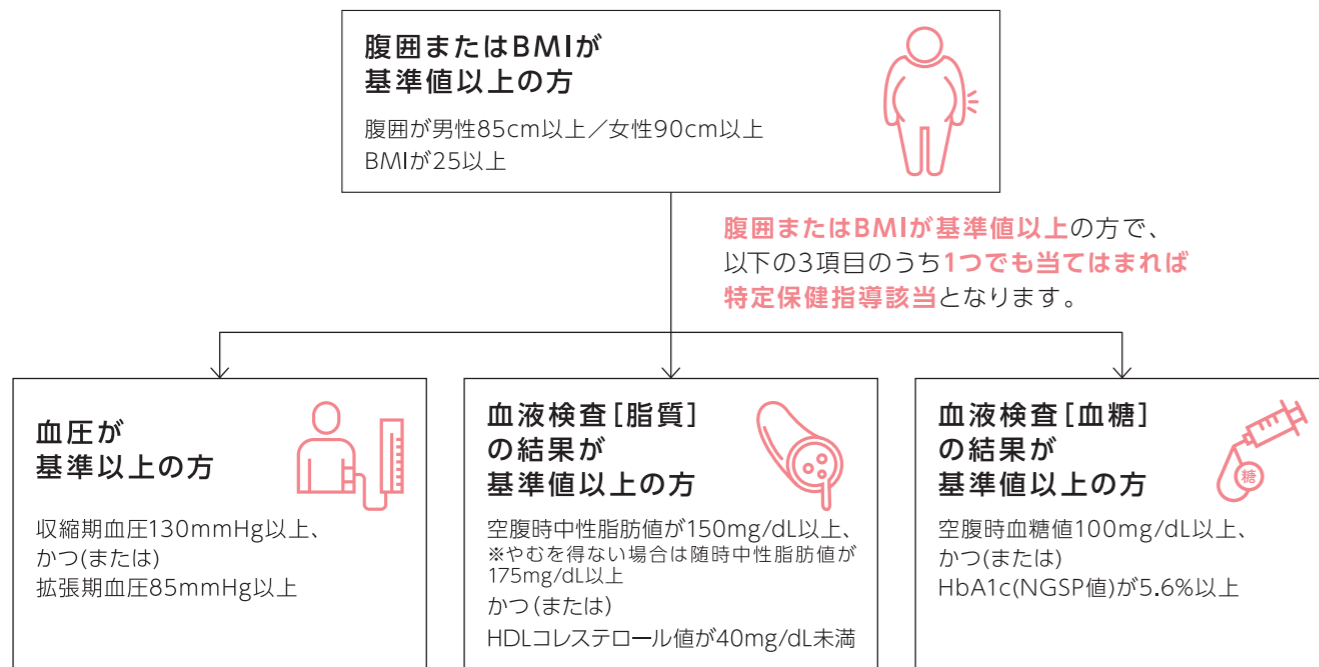 腹囲またはBMIが
基準値以上の方
腹囲が男性85cm以上／女性90cm以上
BMIが25以上
腹囲またはBMIが基準値以上の方で、
以下の3項目のうち1つでも当てはまれば
特定保健指導該当となります。
血圧が
基準以上の方
収縮期血圧130mmHg以上、
かつ(または)
拡張期血圧85mmHg以上
血液検査[脂質]
の結果が
基準値以上の方
空腹時中性脂肪値が150mg/dL以上、
※やむを得ない場合は随時中性脂肪値が
175mg/dL以上
かつ(または)
HDLコレステロール値が40mg/dL未満
血液検査[血糖]
の結果が
基準値以上の方
糖
空腹時血糖値100mg/dL以上、
かつ(または)
HbA1c(NGSP値)が5.6%以上